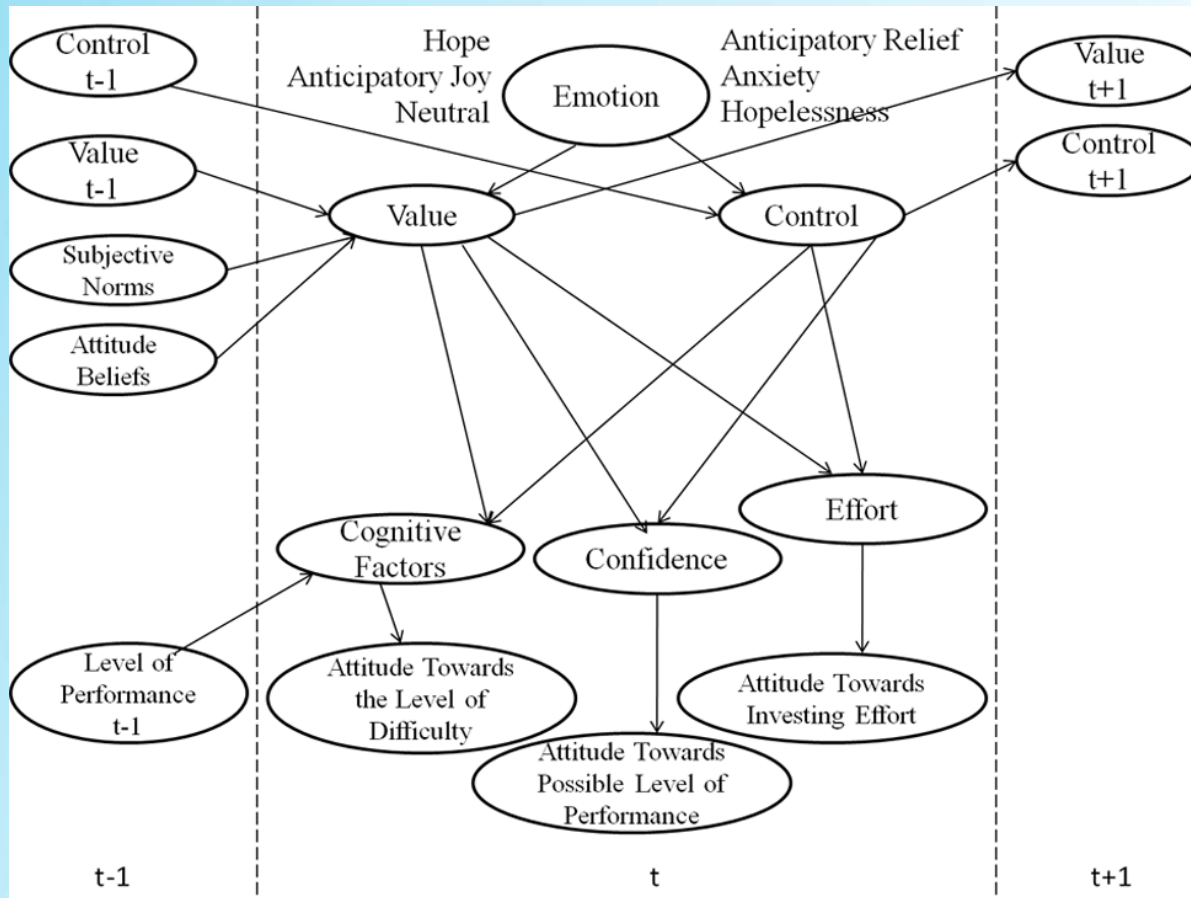 Control
t-1
Value
t-1
Subjective
Norms
Attitude
Beliefs
Level of
Performance
t-1
t-1
Hope
Anticipatory Joy
Neutral
Emotion
Anticipatory Relief
Anxiety
Hopelessness
Value
Control
Cognitive
Factors
Confidence
Effort
Attitude Towards
the Level of
Difficulty
Attitude Towards
Possible Level of
Performance
Attitude Towards
Investing Effort
t
Value
t+1
Control
t+1
t+1